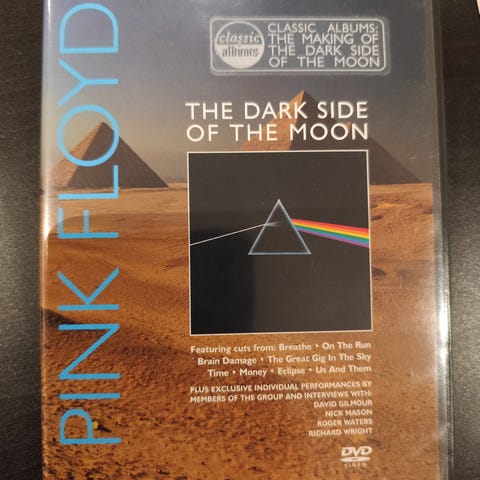 PINK FLOYD
classic
albums
CLASSIC ALBUMS:
THE MAKING OF
THE DARK SIDE
OF THE MOON
THE DARK SIDE
OF THE MOON
Featuring cuts from: Breathe • On The Run
Brain Damage • The Great Gig In The Sky
Time • Money • Eclipse • Us And Them
PLUS EXCLUSIVE INDIVIDUAL PERFORMANCES BY
MEMBERS OF THE GROUP AND INTERVIEWS WITH:
DAVID GILMOUR
NICK MASON
ROGER WATERS
RICHARD WRIGHT
DVD
VIDEO